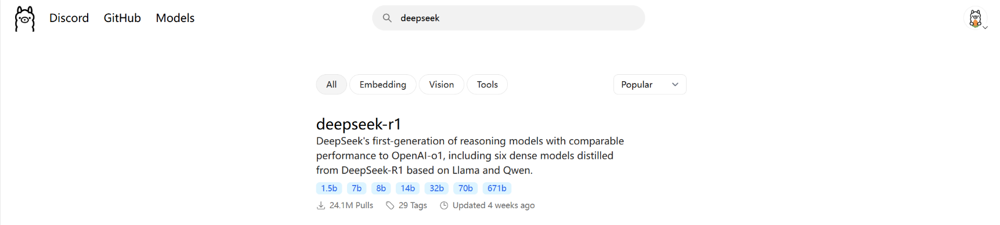 Discord GitHub Models deepseek
All Embedding Vision Tools Popular
deepseek-r1
DeepSeek's first-generation of reasoning models with comparable
performance to OpenAI-o1, including six dense models distilled
from DeepSeek-R1 based on Llama and Qwen.
1.5b 7b 8b 14b 32b 70b 671b
24.1M Pulls 29 Tags Updated 4 weeks ago